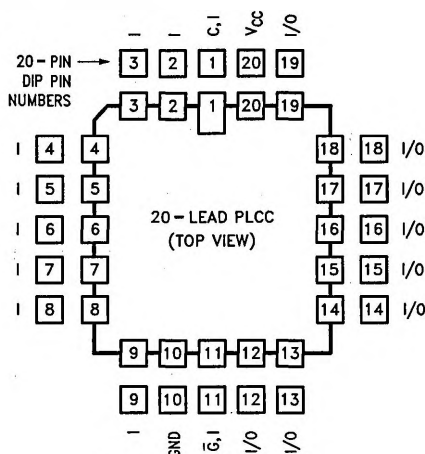 I I C,I VCC I/O
20-PIN DIP PIN NUMBERS → 3 2 1 20 19
3 2 1 20 19
I 4 4 18 18 I/O
I 5 5 17 17 I/O
20-LEAD PLCC
I 6 6 16 16 I/O
(TOP VIEW)
I 7 7 15 15 I/O
I 8 8 14 14 I/O
9 10 11 12 13
9 10 11 12 13
I GND G̅,I I/O I/O